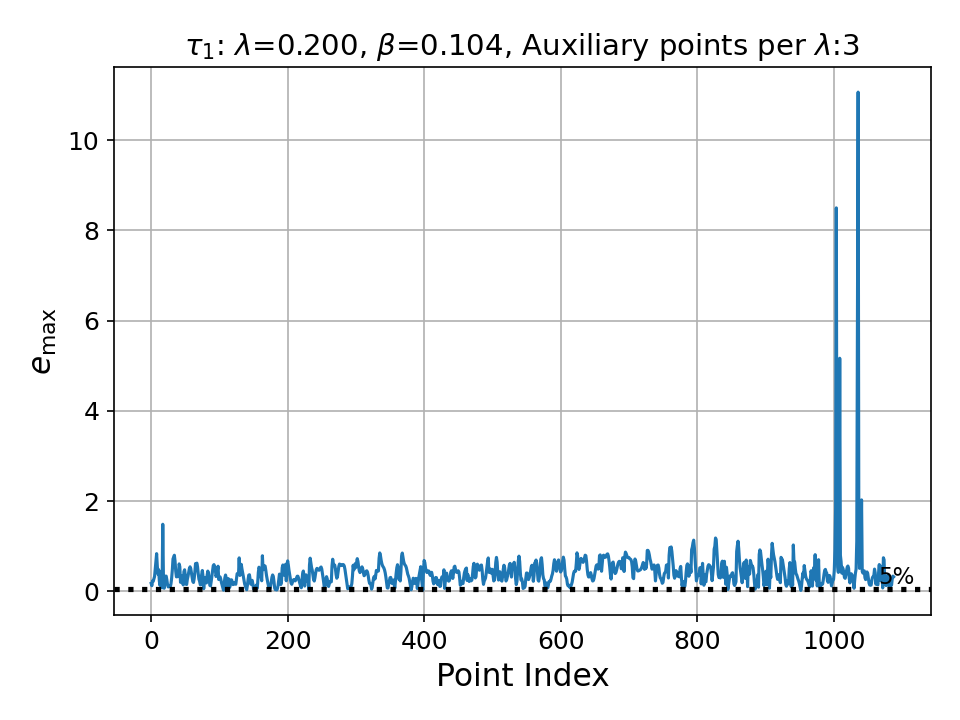 τ₁: λ=0.200, β=0.104, Auxiliary points per λ:3
10
8
6
4
2
0
e_max
5%
0 200 400 600 800 1000
Point Index